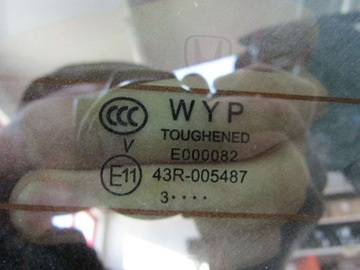 CCC WYP
TOUGHENED
V E000082
E11 43R-005487
3····